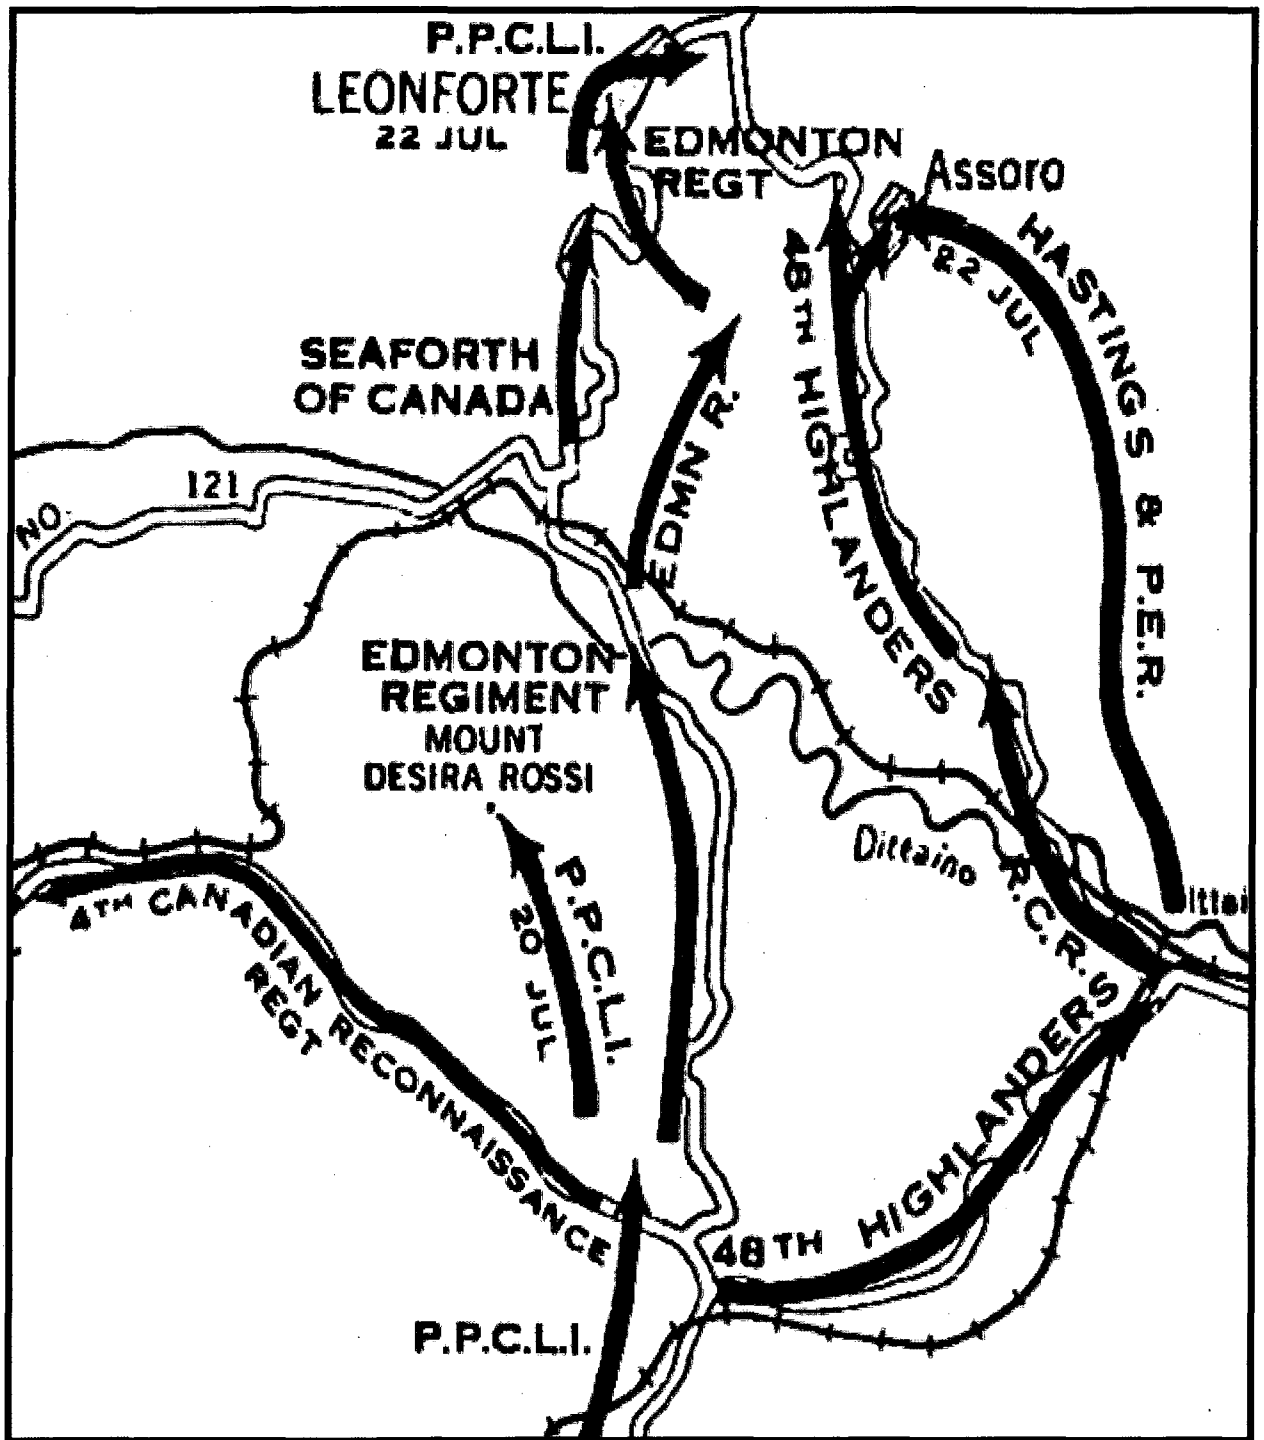 P.P.C.L.I.
LEONFORTE
22 JUL
EDMONTON
REGT
ASSORO
22 JUL
HASTINGS & P.E.R.
48TH HIGHLANDERS
SEAFORTH
OF CANADA
EDMN R.
NO.
121
EDMONTON
REGIMENT
MOUNT
DESIRA ROSSI
Dittaino
R.C.R.S
P.P.C.L.I.
20 JUL
4TH CANADIAN RECONNAISSANCE
REGT
48TH HIGHLANDERS
P.P.C.L.I.